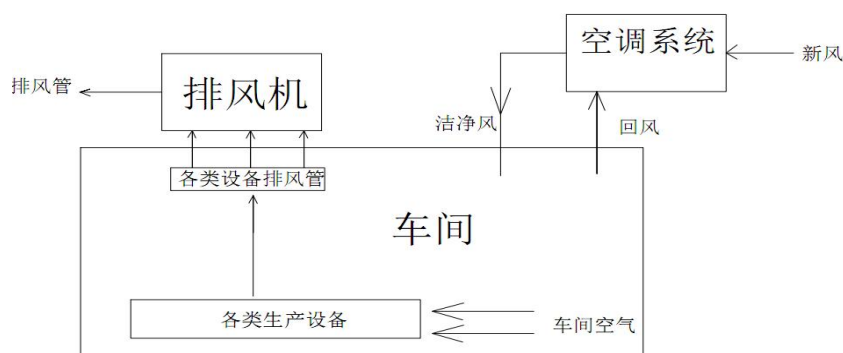 空调系统
新风
排风管
排风机
洁净风
回风
各类设备排风管
车间
各类生产设备
车间空气